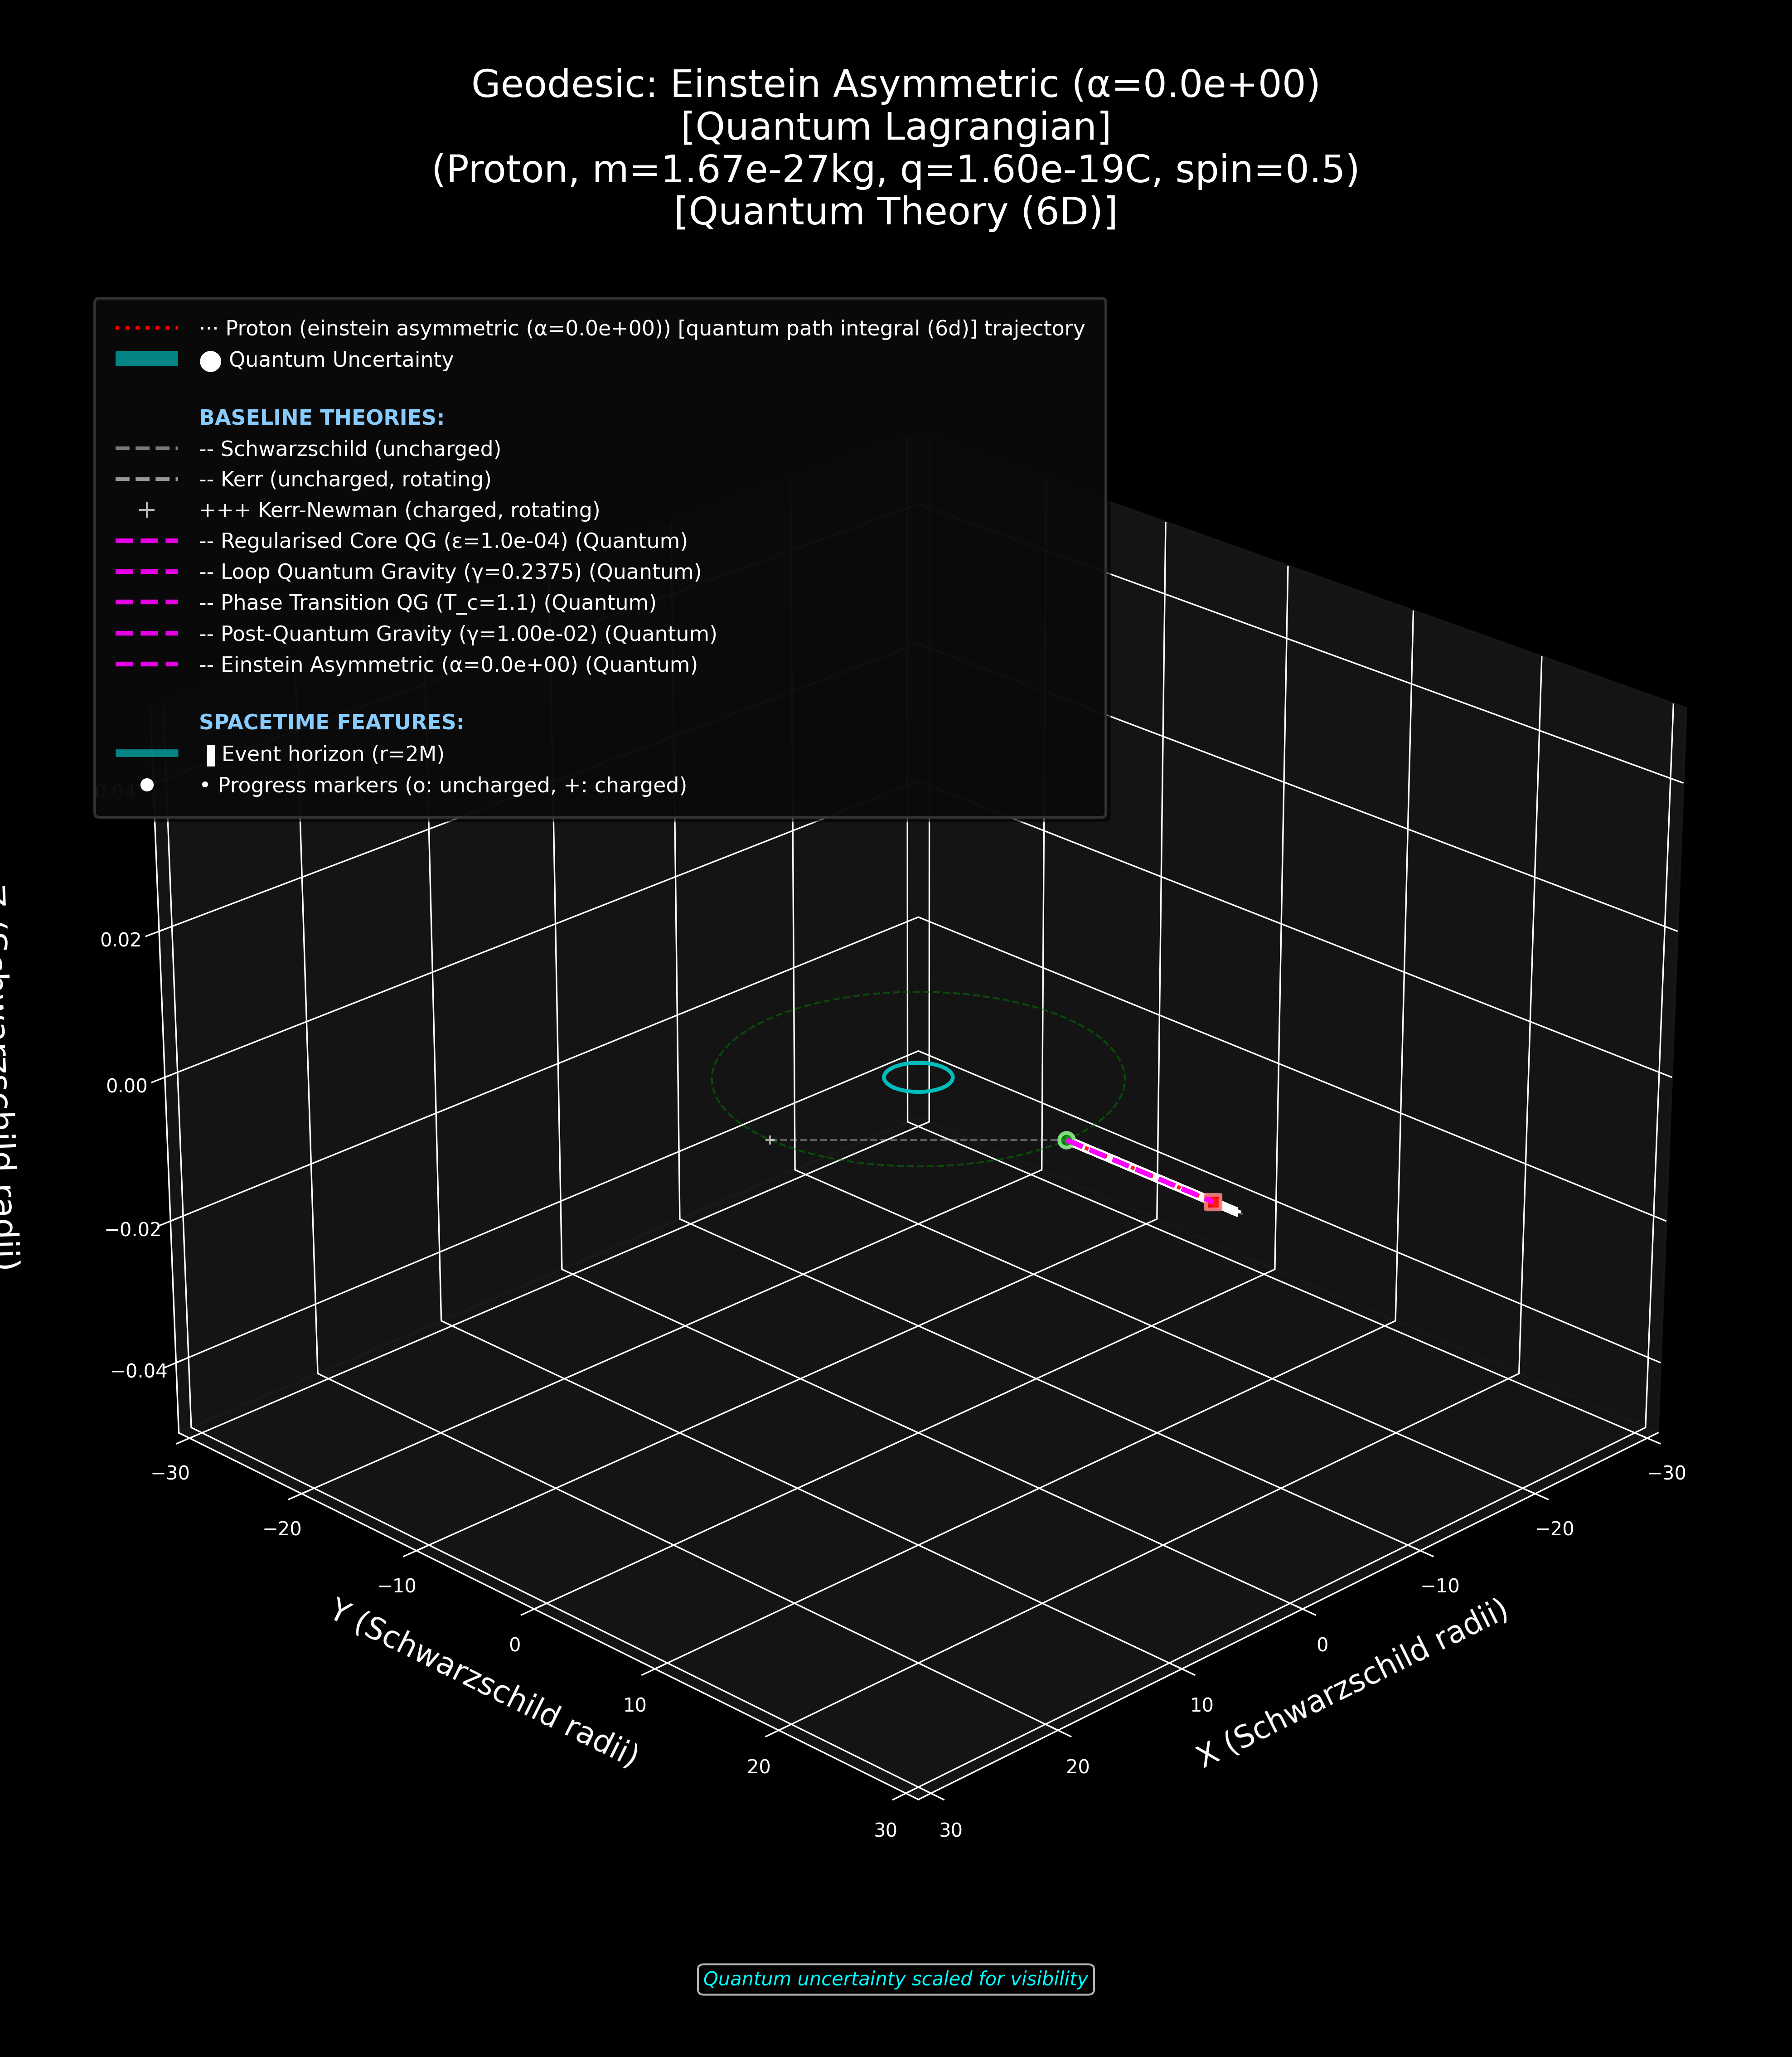 Geodesic: Einstein Asymmetric (α=0.0e+00)
[Quantum Lagrangian]
(Proton, m=1.67e-27kg, q=1.60e-19C, spin=0.5)
[Quantum Theory (6D)]
··· Proton (einstein asymmetric (α=0.0e+00)) [quantum path integral (6d)] trajectory
● Quantum Uncertainty
BASELINE THEORIES:
-- Schwarzschild (uncharged)
-- Kerr (uncharged, rotating)
+++ Kerr-Newman (charged, rotating)
-- Regularised Core QG (ε=1.0e-04) (Quantum)
-- Loop Quantum Gravity (γ=0.2375) (Quantum)
-- Phase Transition QG (T_c=1.1) (Quantum)
-- Post-Quantum Gravity (γ=1.00e-02) (Quantum)
-- Einstein Asymmetric (α=0.0e+00) (Quantum)
SPACETIME FEATURES:
▐ Event horizon (r=2M)
• Progress markers (o: uncharged, +: charged)
0.04
0.02
0.00
−0.02
−0.04
−30
−20
−10
0
10
20
30
Y (Schwarzschild radii)
30
20
10
0
−10
−20
−30
X (Schwarzschild radii)
Quantum uncertainty scaled for visibility